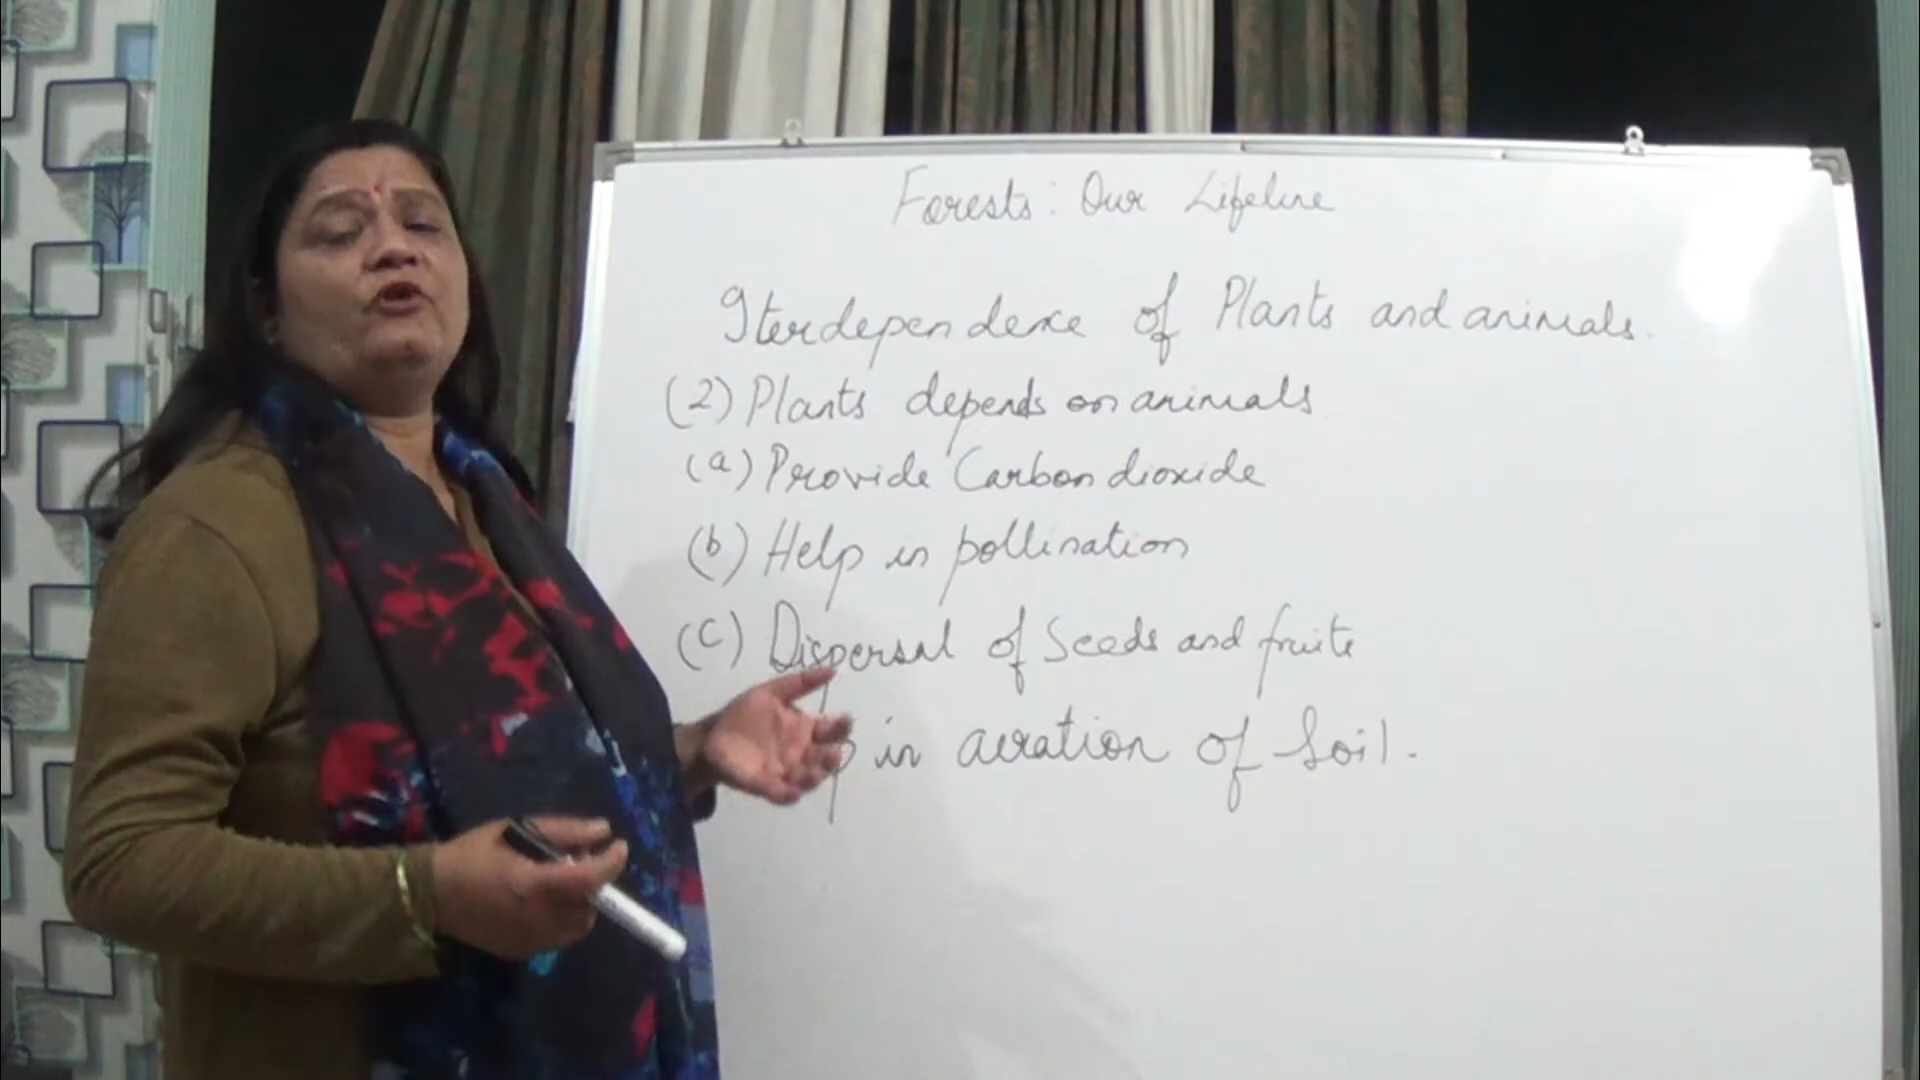 Forests: Our Lifeline
Iterdependence of Plants and animals.
(2) Plants depends on animals
(a) Provide Carbon dioxide
(b) Help in pollination
(C) Dispersal of Seeds and fruits
in aeration of Soil.